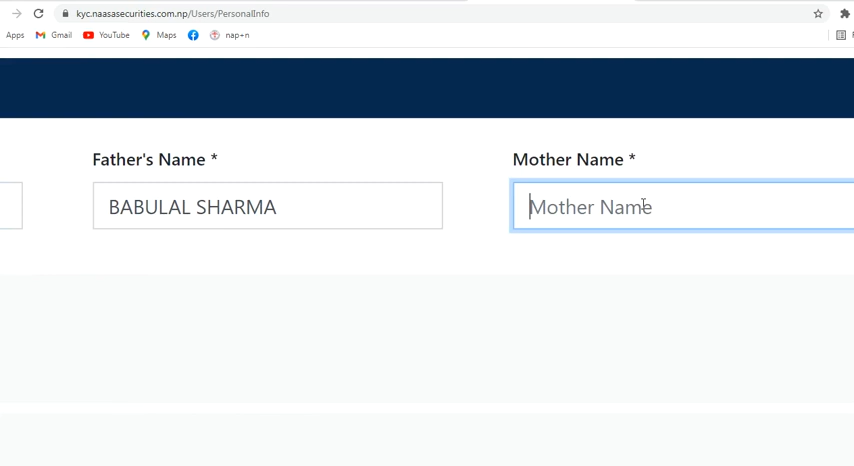 kyc.naasasecurities.com.np/Users/PersonalInfo
Apps Gmail YouTube Maps nap+n
Father's Name * Mother Name *
BABULAL SHARMA Mother Name